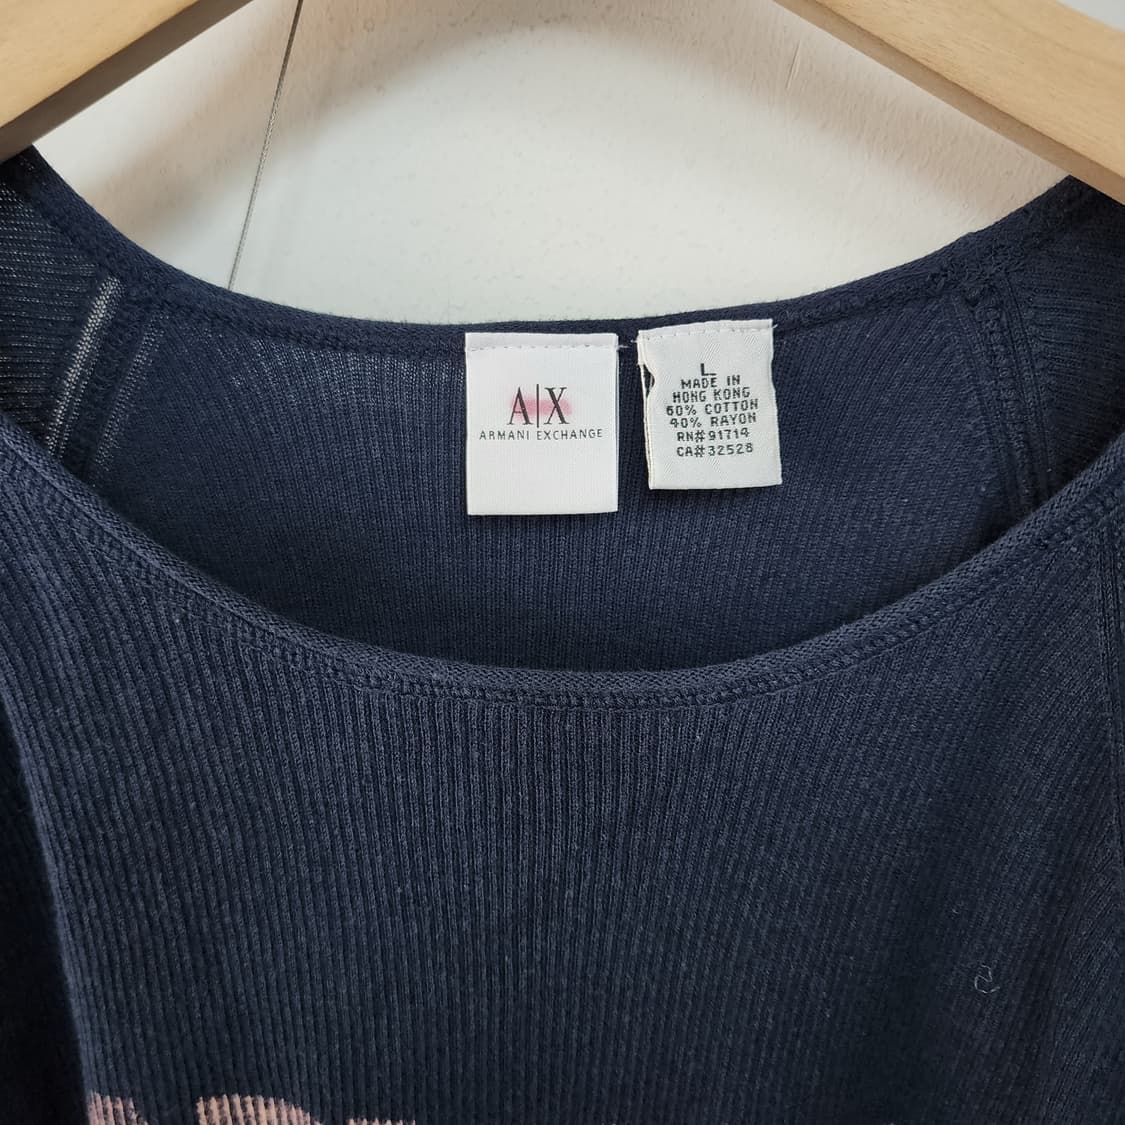 A|X
ARMANI EXCHANGE
L
MADE IN
HONG KONG
60% COTTON
40% RAYON
RN#91714
CA#32528